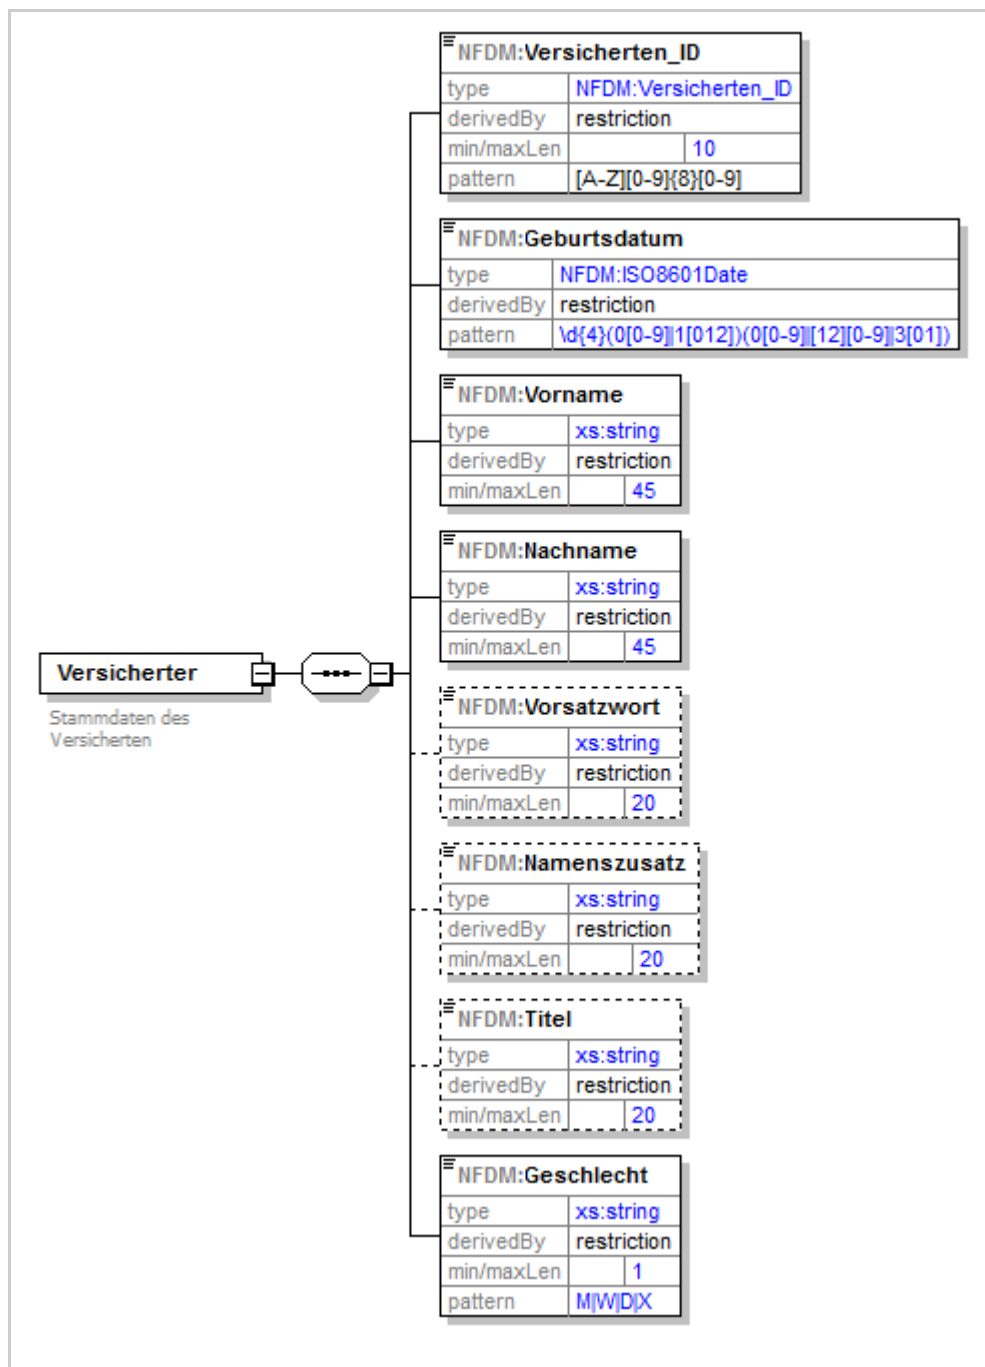 NFDM:Versicherten_ID
type NFDM:Versicherten_ID
derivedBy restriction
min/maxLen 10
pattern [A-Z][0-9]{8}[0-9]
NFDM:Geburtsdatum
type NFDM:ISO8601Date
derivedBy restriction
pattern \d{4}(0[0-9]|1[012])(0[0-9]|[12][0-9]|3[01])
NFDM:Vorname
type xs:string
derivedBy restriction
min/maxLen 45
NFDM:Nachname
type xs:string
derivedBy restriction
min/maxLen 45
Versicherter
Stammdaten des
Versicherten
NFDM:Vorsatzwort
type xs:string
derivedBy restriction
min/maxLen 20
NFDM:Namenszusatz
type xs:string
derivedBy restriction
min/maxLen 20
NFDM:Titel
type xs:string
derivedBy restriction
min/maxLen 20
NFDM:Geschlecht
type xs:string
derivedBy restriction
min/maxLen 1
pattern M|W|D|X